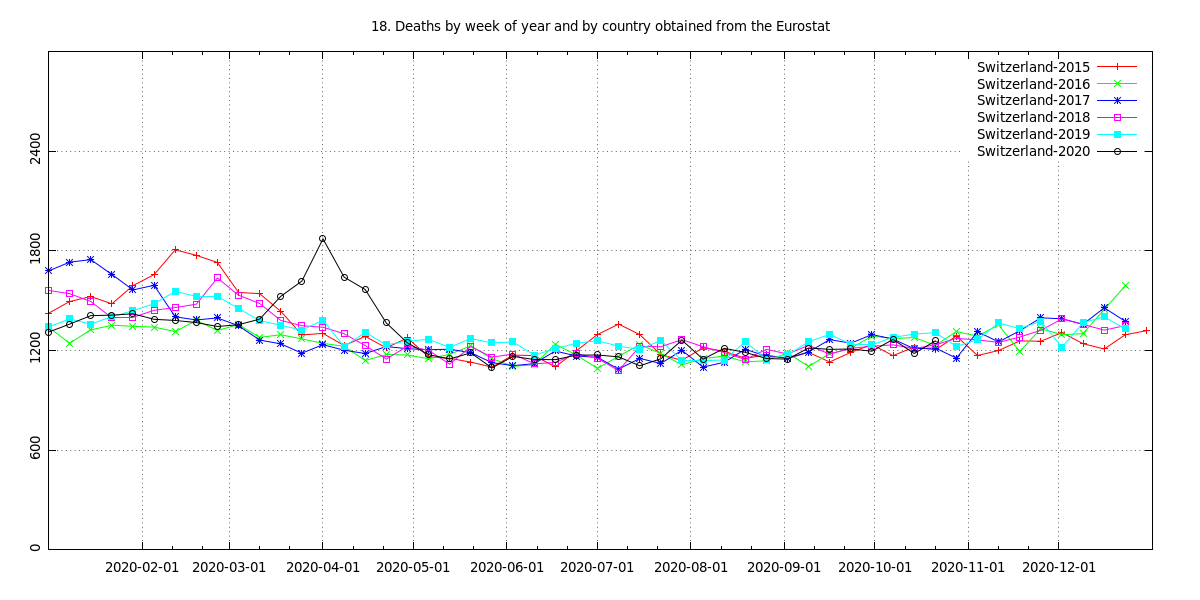 18. Deaths by week of year and by country obtained from the Eurostat
Switzerland-2015
Switzerland-2016
Switzerland-2017
Switzerland-2018
Switzerland-2019
Switzerland-2020
2400
1800
1200
600
0
2020-02-01 2020-03-01 2020-04-01 2020-05-01 2020-06-01 2020-07-01 2020-08-01 2020-09-01 2020-10-01 2020-11-01 2020-12-01